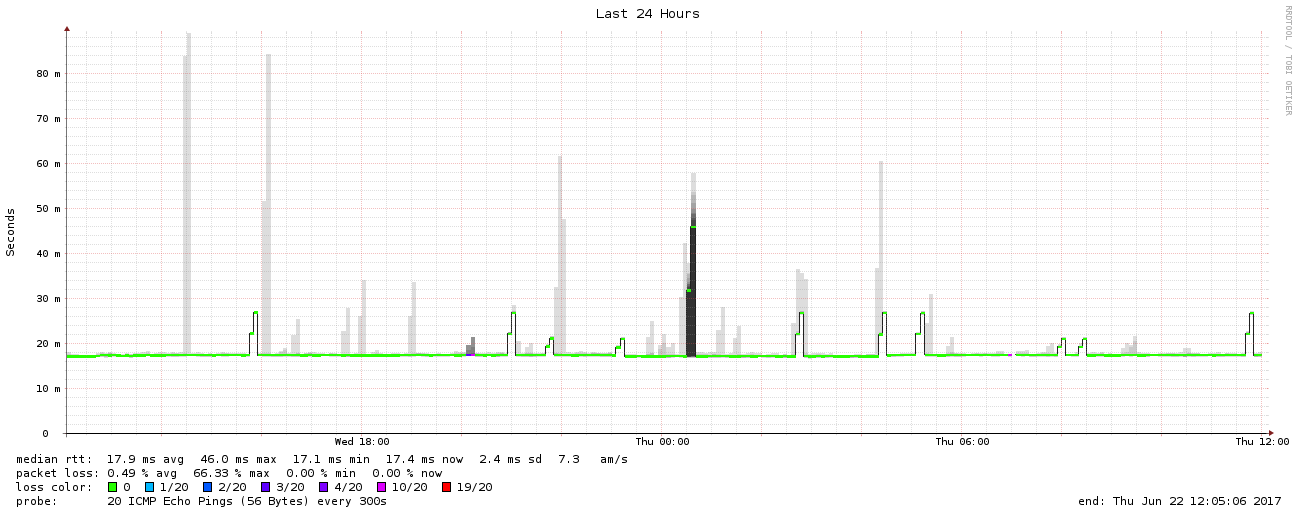 Last 24 Hours
RRDTOOL / TOBI OETIKER
Seconds
80 m
70 m
60 m
50 m
40 m
30 m
20 m
10 m
0
Wed 18:00 Thu 00:00 Thu 06:00 Thu 12:00
median rtt: 17.9 ms avg 46.0 ms max 17.1 ms min 17.4 ms now 2.4 ms sd 7.3 am/s
packet loss: 0.49 % avg 66.33 % max 0.00 % min 0.00 % now
loss color: 0 1/20 2/20 3/20 4/20 10/20 19/20
probe: 20 ICMP Echo Pings (56 Bytes) every 300s end: Thu Jun 22 12:05:06 2017